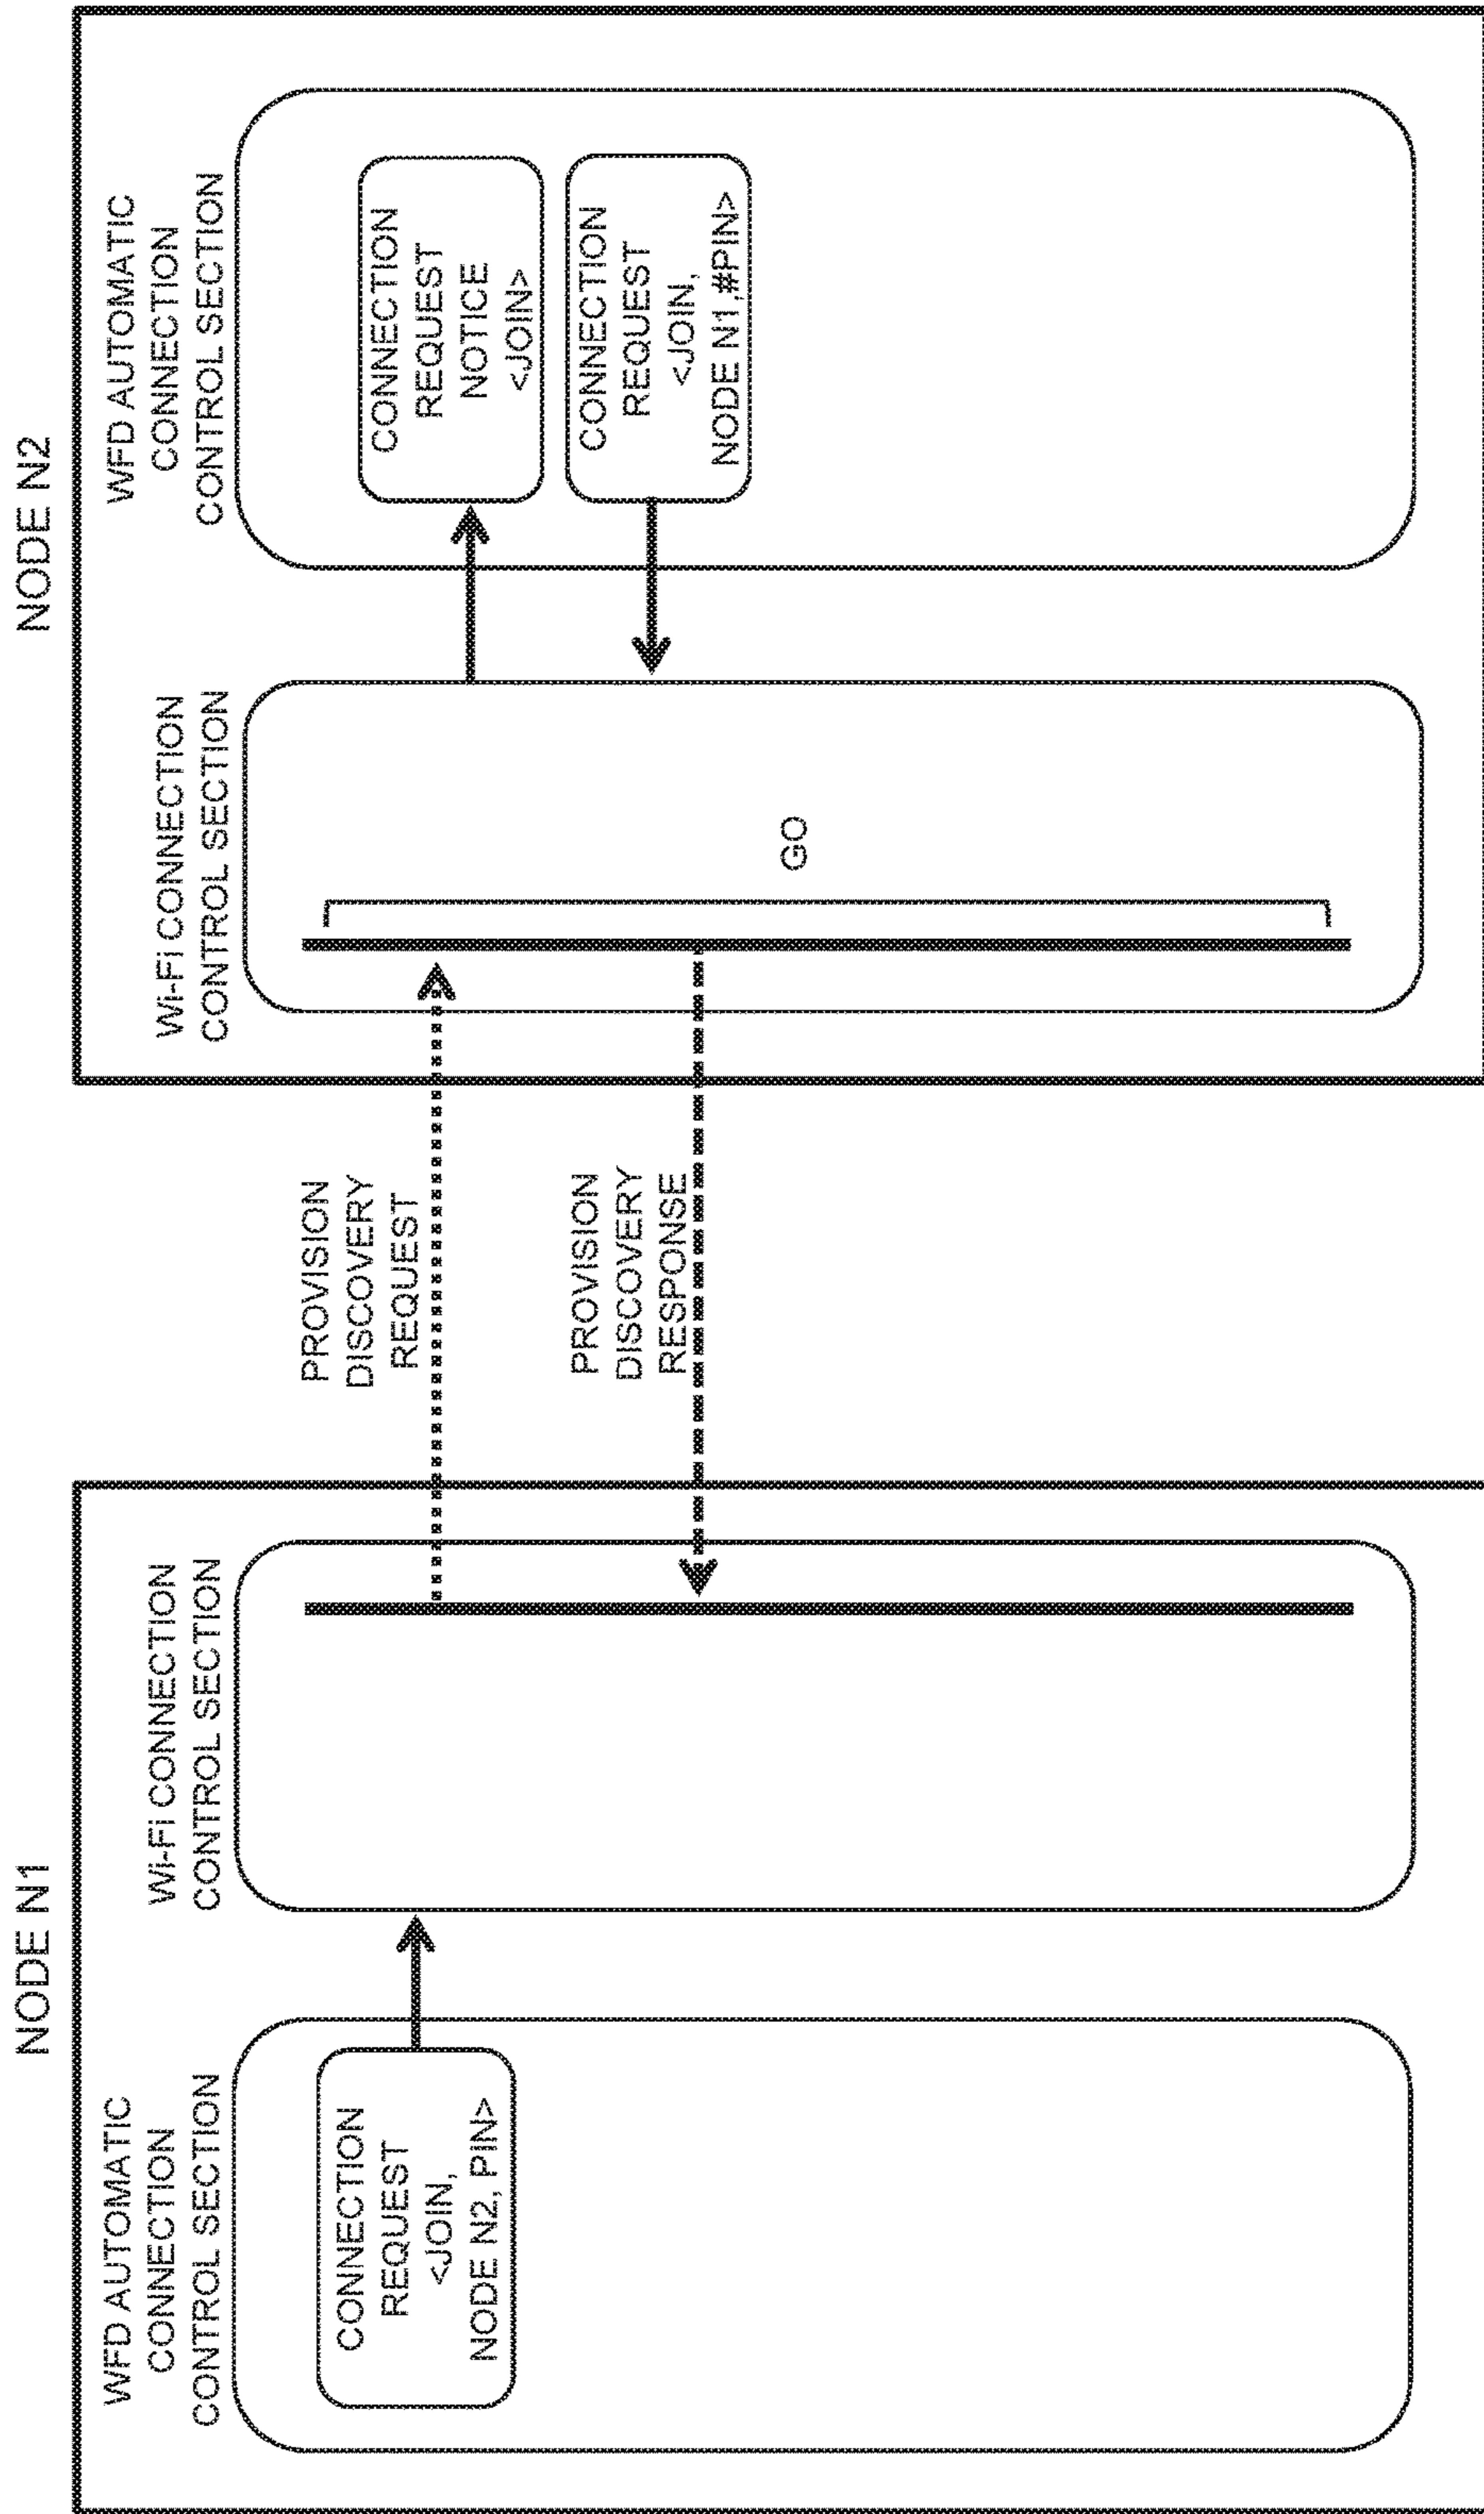 NODE N1
WFD AUTOMATIC
CONNECTION
CONTROL SECTION
CONNECTION
REQUEST
<JOIN,
NODE N2, PIN>
Wi-Fi CONNECTION
CONTROL SECTION
PROVISION
DISCOVERY
REQUEST
PROVISION
DISCOVERY
RESPONSE
NODE N2
Wi-Fi CONNECTION
CONTROL SECTION
GO
WFD AUTOMATIC
CONNECTION
CONTROL SECTION
CONNECTION
REQUEST
NOTICE
<JOIN>
CONNECTION
REQUEST
<JOIN,
NODE N1,#PIN>